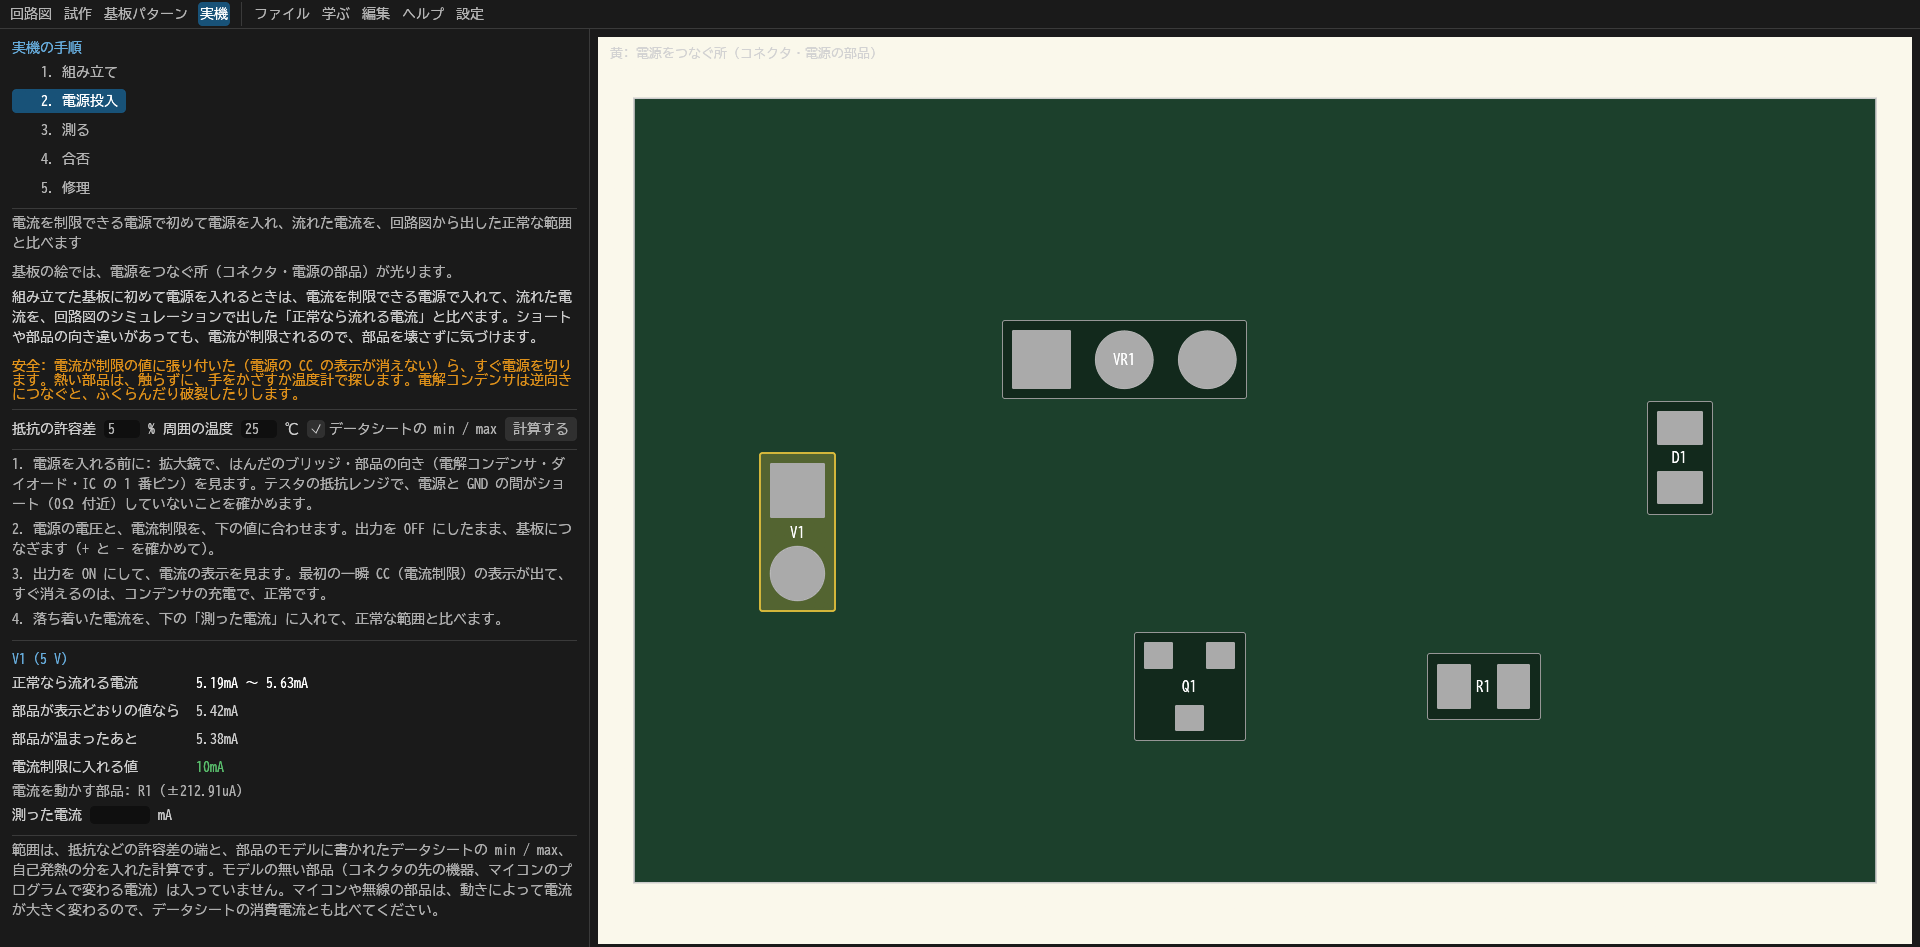 回路図 試作 基板パターン 実機 ファイル 学ぶ 編集 ヘルプ 設定
実機の手順
1. 組み立て
2. 電源投入
3. 測る
4. 合否
5. 修理
電流を制限できる電源で初めて電源を入れ、流れた電流を、回路図から出した正常な範囲
と比べます
基板の絵では、電源をつなぐ所（コネクタ・電源の部品）が光ります。
組み立てた基板に初めて電源を入れるときは、電流を制限できる電源で入れて、流れた電
流を、回路図のシミュレーションで出した「正常なら流れる電流」と比べます。ショート
や部品の向き違いがあっても、電流が制限されるので、部品を壊さずに気づけます。
安全: 電流が制限の値に張り付いた（電源の CC の表示が消えない）ら、すぐ電源を切り
ます。熱い部品は、触らずに、手をかざすか温度計で探します。電解コンデンサは逆向き
につなぐと、ふくらんだり破裂したりします。
抵抗の許容差 5 % 周囲の温度 25 ℃ ✓ データシートの min / max 計算する
1. 電源を入れる前に: 拡大鏡で、はんだのブリッジ・部品の向き（電解コンデンサ・ダ
イオード・IC の 1 番ピン）を見ます。テスタの抵抗レンジで、電源と GND の間がショ
ート（0Ω 付近）していないことを確かめます。
2. 電源の電圧と、電流制限を、下の値に合わせます。出力を OFF にしたまま、基板につ
なぎます（+ と - を確かめて）。
3. 出力を ON にして、電流の表示を見ます。最初の一瞬 CC（電流制限）の表示が出て、
すぐ消えるのは、コンデンサの充電で、正常です。
4. 落ち着いた電流を、下の「測った電流」に入れて、正常な範囲と比べます。
V1（5 V）
正常なら流れる電流 5.19mA ～ 5.63mA
部品が表示どおりの値なら 5.42mA
部品が温まったあと 5.38mA
電流制限に入れる値 10mA
電流を動かす部品: R1（±212.91uA）
測った電流 mA
範囲は、抵抗などの許容差の端と、部品のモデルに書かれたデータシートの min / max、
自己発熱の分を入れた計算です。モデルの無い部品（コネクタの先の機器、マイコンのプ
ログラムで変わる電流）は入っていません。マイコンや無線の部品は、動きによって電流
が大きく変わるので、データシートの消費電流とも比べてください。
黄: 電源をつなぐ所（コネクタ・電源の部品）
VR1
D1
V1
Q1
R1